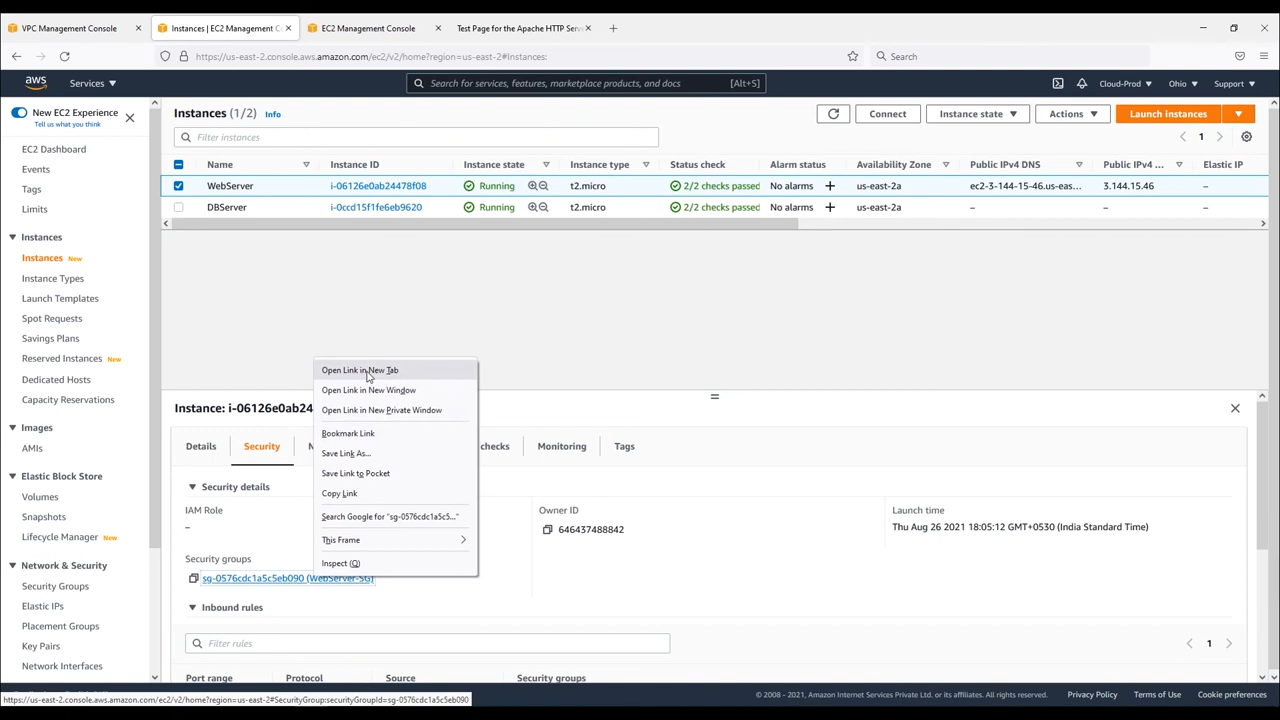 VPC Management Console
Instances | EC2 Management C
EC2 Management Console
Test Page for the Apache HTTP Serv
https://us-east-2.console.aws.amazon.com/ec2/v2/home?region=us-east-2#Instances:
Search
aws
Services
Search for services, features, marketplace products, and docs
[Alt+S]
Cloud-Prod
Ohio
Support
New EC2 Experience
Tell us what you think
EC2 Dashboard
Events
Tags
Limits
Instances
Instances New
Instance Types
Launch Templates
Spot Requests
Savings Plans
Reserved Instances New
Dedicated Hosts
Capacity Reservations
Images
AMIs
Elastic Block Store
Volumes
Snapshots
Lifecycle Manager New
Network & Security
Security Groups
Elastic IPs
Placement Groups
Key Pairs
Network Interfaces
Instances (1/2) Info
Connect
Instance state
Actions
Launch instances
Filter instances
1
Name Instance ID Instance state Instance type Status check Alarm status Availability Zone Public IPv4 DNS Public IPv4 ... Elastic IP
WebServer i-06126e0ab24478f08 Running t2.micro 2/2 checks passed No alarms + us-east-2a ec2-3-144-15-46.us-eas... 3.144.15.46 –
DBServer i-0ccd15f1fe6eb9620 Running t2.micro 2/2 checks passed No alarms + us-east-2a – – –
Open Link in New Tab
Open Link in New Window
Open Link in New Private Window
Bookmark Link
Save Link As...
Save Link to Pocket
Copy Link
Search Google for "sg-0576cdc1a5c5..."
This Frame
Inspect (Q)
Instance: i-06126e0ab24
Details Security N checks Monitoring Tags
Security details
IAM Role
–
Owner ID
646437488842
Launch time
Thu Aug 26 2021 18:05:12 GMT+0530 (India Standard Time)
Security groups
sg-0576cdc1a5c5eb090 (WebServer-SG)
Inbound rules
Filter rules
1
Port range Protocol Source Security groups
https://us-east-2.console.aws.amazon.com/ec2/v2/home?region=us-east-2#SecurityGroup:securityGroupId=sg-0576cdc1a5c5eb090
© 2008 - 2021, Amazon Internet Services Private Ltd. or its affiliates. All rights reserved.
Privacy Policy
Terms of Use
Cookie preferences